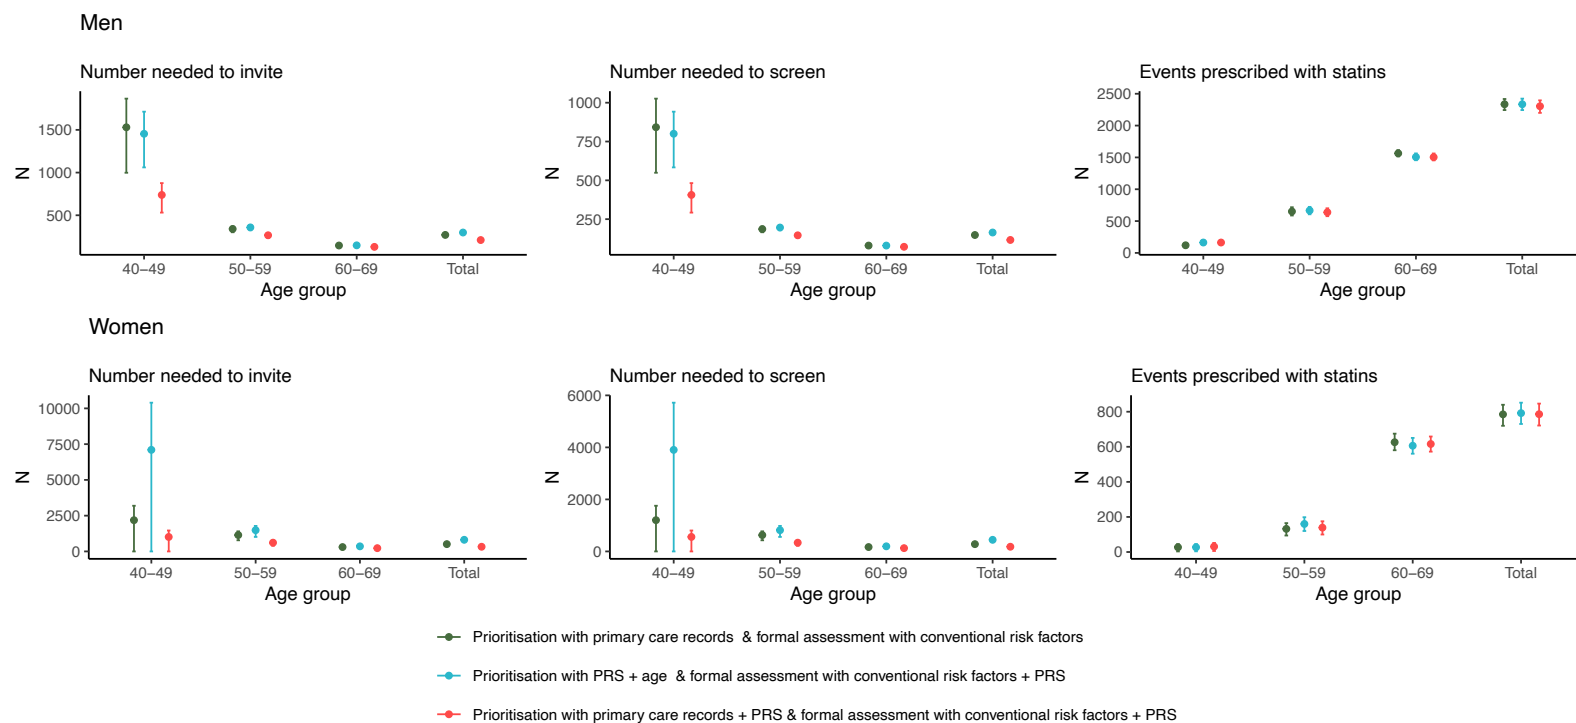 Men
Number needed to invite
N
1500
1000
500
40−49
50−59
60−69
Total
Age group
Number needed to screen
N
1000
750
500
250
40−49
50−59
60−69
Total
Age group
Events prescribed with statins
N
2500
2000
1500
1000
500
0
40−49
50−59
60−69
Total
Age group
Women
Number needed to invite
N
10000
7500
5000
2500
0
40−49
50−59
60−69
Total
Age group
Number needed to screen
N
6000
4000
2000
0
40−49
50−59
60−69
Total
Age group
Events prescribed with statins
N
800
600
400
200
0
40−49
50−59
60−69
Total
Age group
Prioritisation with primary care records & formal assessment with conventional risk factors
Prioritisation with PRS + age & formal assessment with conventional risk factors + PRS
Prioritisation with primary care records + PRS & formal assessment with conventional risk factors + PRS